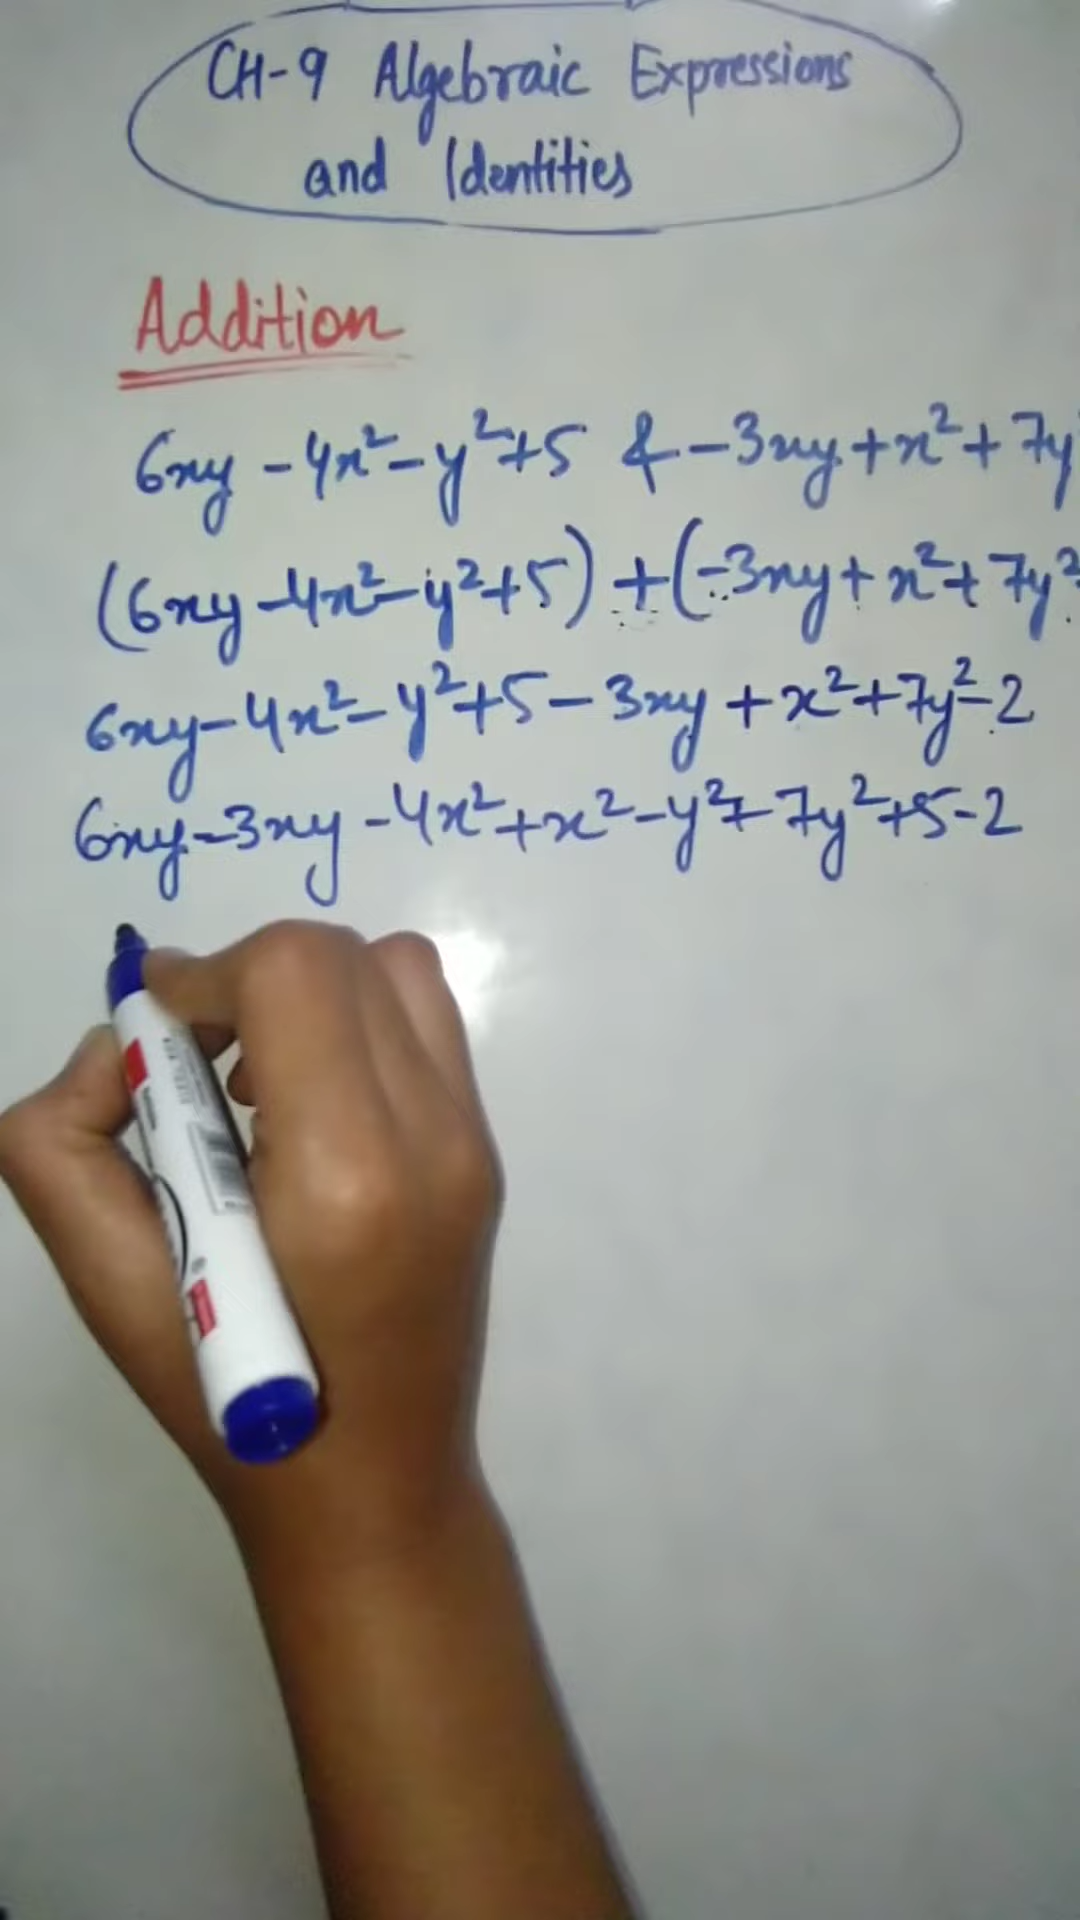 CH-9 Algebraic Expressions
and Identities
Addition
6xy - 4x² - y² + 5 & - 3xy + x² + 7y
(6xy - 4x² - y² + 5) + (-3xy + x² + 7y²
6xy - 4x² - y² + 5 - 3xy + x² + 7y² - 2
6xy - 3xy - 4x² + x² - y² + 7y² + 5 - 2